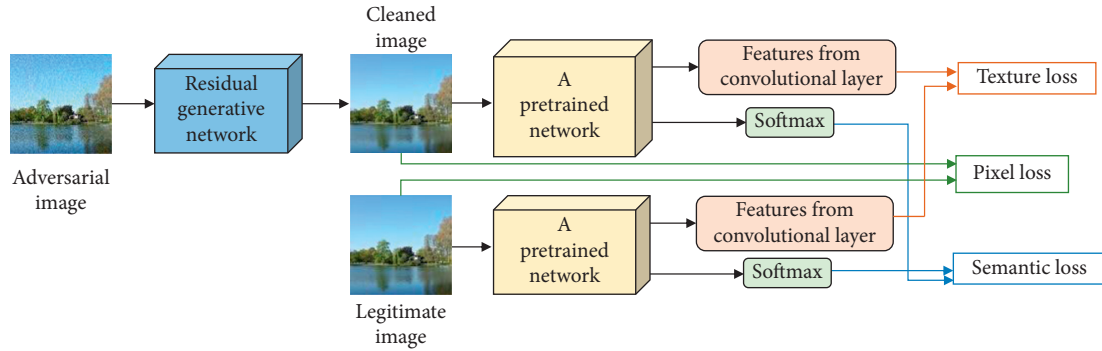 Cleaned
image
Adversarial
image
Residual
generative
network
A
pretrained
network
Features from
convolutional layer
Softmax
Texture loss
Pixel loss
Legitimate
image
A
pretrained
network
Features from
convolutional layer
Softmax
Semantic loss